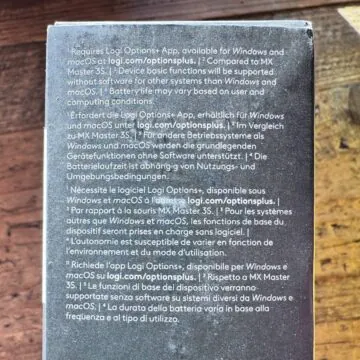 ¹ Requires Logi Options+ App, available for Windows and
macOS at logi.com/optionsplus. | ² Compared to MX
Master 3S. | ³ Device basic functions will be supported
without software for other systems than Windows and
macOS. | ⁴ Battery life may vary based on user and
computing conditions.
¹ Erfordert die Logi Options+ App, erhältlich für Windows
und macOS unter logi.com/optionsplus. | ² Im Vergleich
zu MX Master 3S. | ³ Für andere Betriebssysteme als
Windows und macOS werden die grundlegenden
Gerätefunktionen ohne Software unterstützt. | ⁴ Die
Batterielaufzeit ist abhängig von Nutzungs- und
Umgebungsbedingungen.
¹ Nécessite le logiciel Logi Options+, disponible sous
Windows et macOS à l'adresse logi.com/optionsplus. |
² Par rapport à la souris MX Master 3S. | ³ Pour les systèmes
autres que Windows et macOS, les fonctions de base du
dispositif seront prises en charge sans logiciel. |
⁴ L'autonomie est susceptible de varier en fonction de
l'environnement et du mode d'utilisation.
¹ Richiede l'app Logi Options+, disponibile per Windows e
macOS su logi.com/optionsplus. | ² Rispetto a MX Master
3S. | ³ Le funzioni di base del dispositivo verranno
supportate senza software su sistemi diversi da Windows e
macOS. | ⁴ La durata della batteria varia in base alla
frequenza e al tipo di utilizzo.